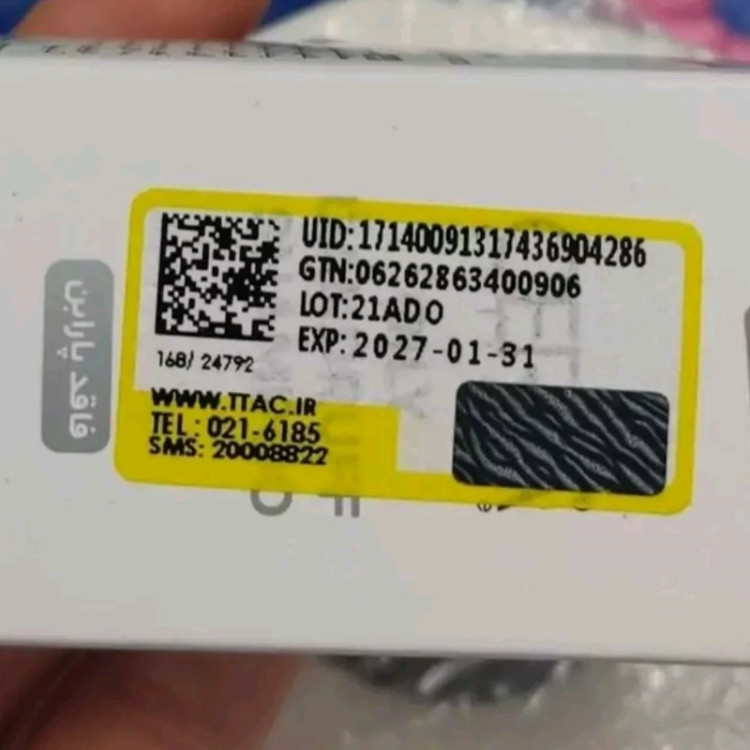 UID:17140091317436904286
GTN:06262863400906
LOT:21ADO
EXP:2027-01-31
168/ 24792
WWW.TTAC.IR
TEL : 021-6185
SMS: 20008822
فاقد پارابن